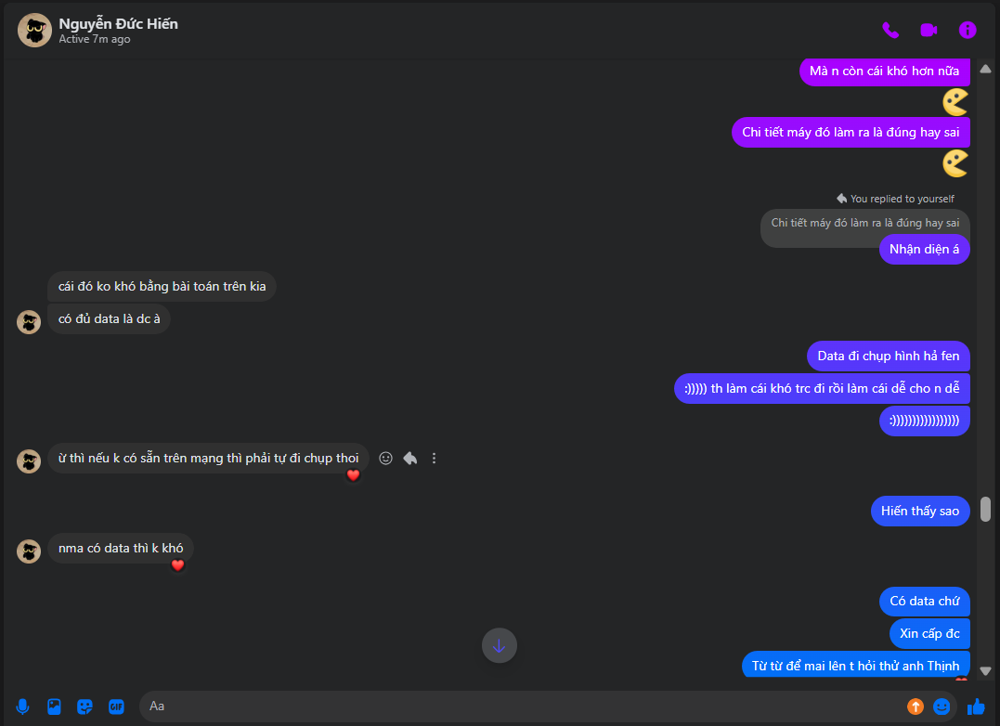 Nguyễn Đức Hiến
Active 7m ago
Mà n còn cái khó hơn nữa
Chi tiết máy đó làm ra là đúng hay sai
You replied to yourself
Chi tiết máy đó làm ra là đúng hay sai
Nhận diện á
cái đó ko khó bằng bài toán trên kia
có đủ data là dc à
Data đi chụp hình hả fen
:))))) th làm cái khó trc đi rồi làm cái dễ cho n dễ
:)))))))))))))))))
ừ thì nếu k có sẵn trên mạng thì phải tự đi chụp thoi
Hiến thấy sao
nma có data thì k khó
Có data chứ
Xin cấp đc
Từ từ để mai lên t hỏi thử anh Thịnh
GIF
Aa